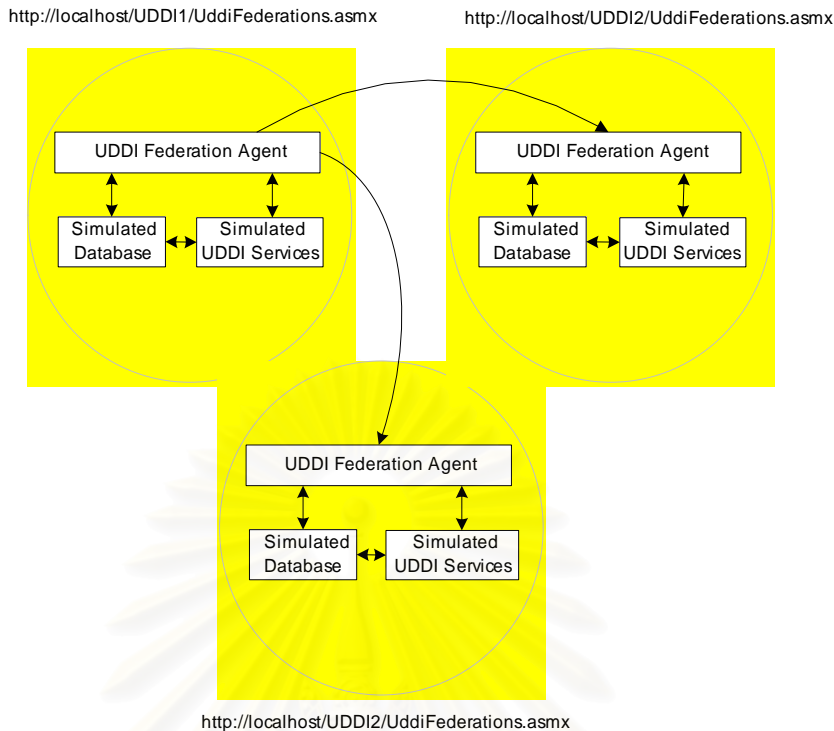 http://localhost/UDDI1/UddiFederations.asmx
http://localhost/UDDI2/UddiFederations.asmx
UDDI Federation Agent
Simulated
Database
Simulated
UDDI Services
UDDI Federation Agent
Simulated
Database
Simulated
UDDI Services
UDDI Federation Agent
Simulated
Database
Simulated
UDDI Services
http://localhost/UDDI2/UddiFederations.asmx